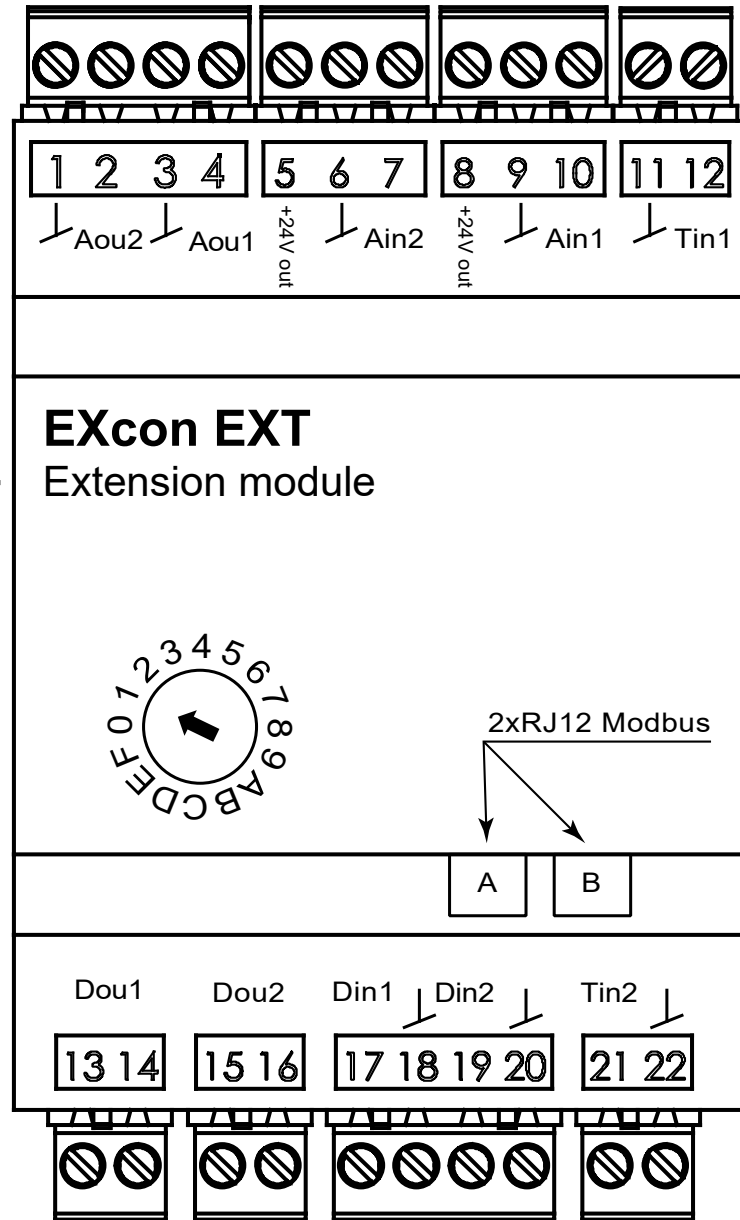 1 2 3 4 5 6 7 8 9 10 11 12
Aou2 Aou1 +24V out Ain2 +24V out Ain1 Tin1
EXcon EXT
Extension module
0 1 2 3 4 5 6 7 8 9 A B C D E F
2xRJ12 Modbus
A B
Dou1 Dou2 Din1 Din2 Tin2
13 14 15 16 17 18 19 20 21 22